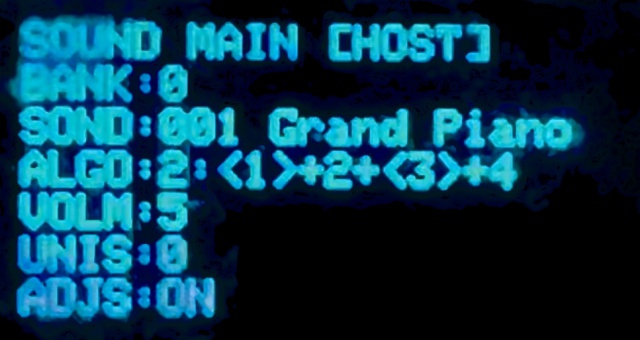 SOUND MAIN [HOST]
BANK:0
SOND:001 Grand Piano
ALGO:2:<1>+2+<3>+4
VOLM:5
UNIS:0
ADJS:ON